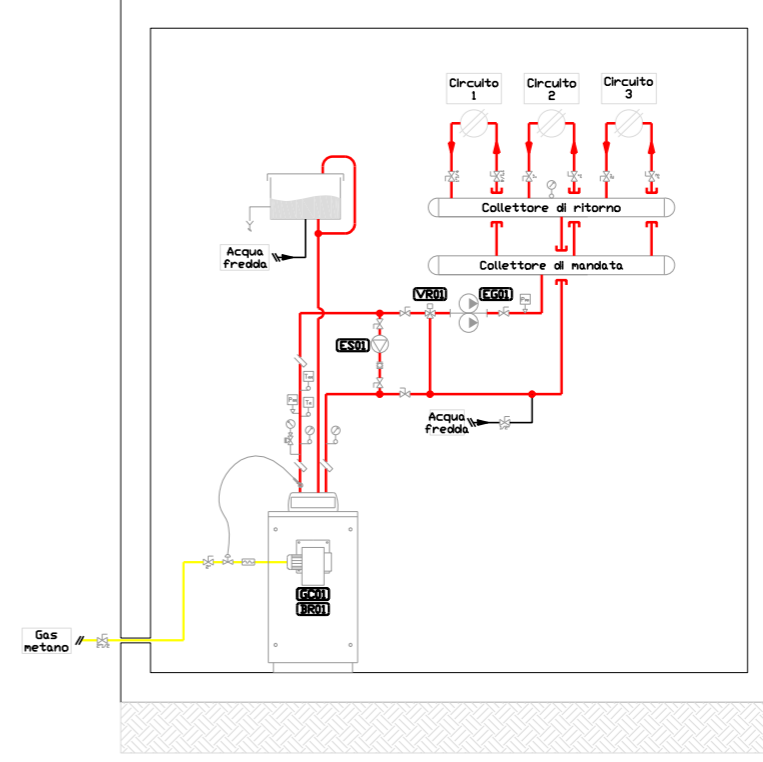 Circuito
1
Circuito
2
Circuito
3
Collettore di ritorno
Acqua
fredda
Collettore di mandata
VR01
EG01
ES01
Acqua
fredda
GC01
BR01
Gas
metano